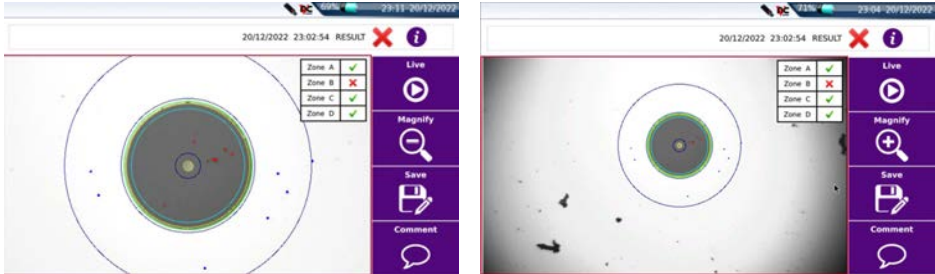 69% 23:11 20/12/2022
20/12/2022 23:02:54 RESULT
Zone A
Zone B
Zone C
Zone D
Live
Magnify
Save
Comment
71% 23:04 20/12/2022
20/12/2022 23:02:54 RESULT
Zone A
Zone B
Zone C
Zone D
Live
Magnify
Save
Comment